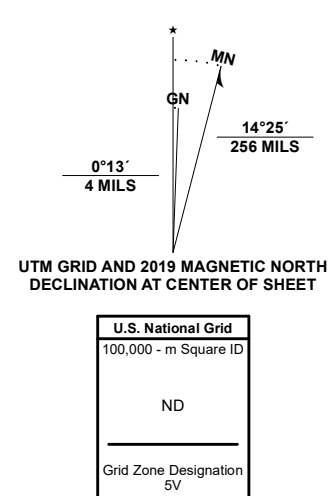 ★
MN
GN
14°25´
256 MILS
0°13´
4 MILS
UTM GRID AND 2019 MAGNETIC NORTH
DECLINATION AT CENTER OF SHEET
U.S. National Grid
100,000 - m Square ID
ND
Grid Zone Designation
5V